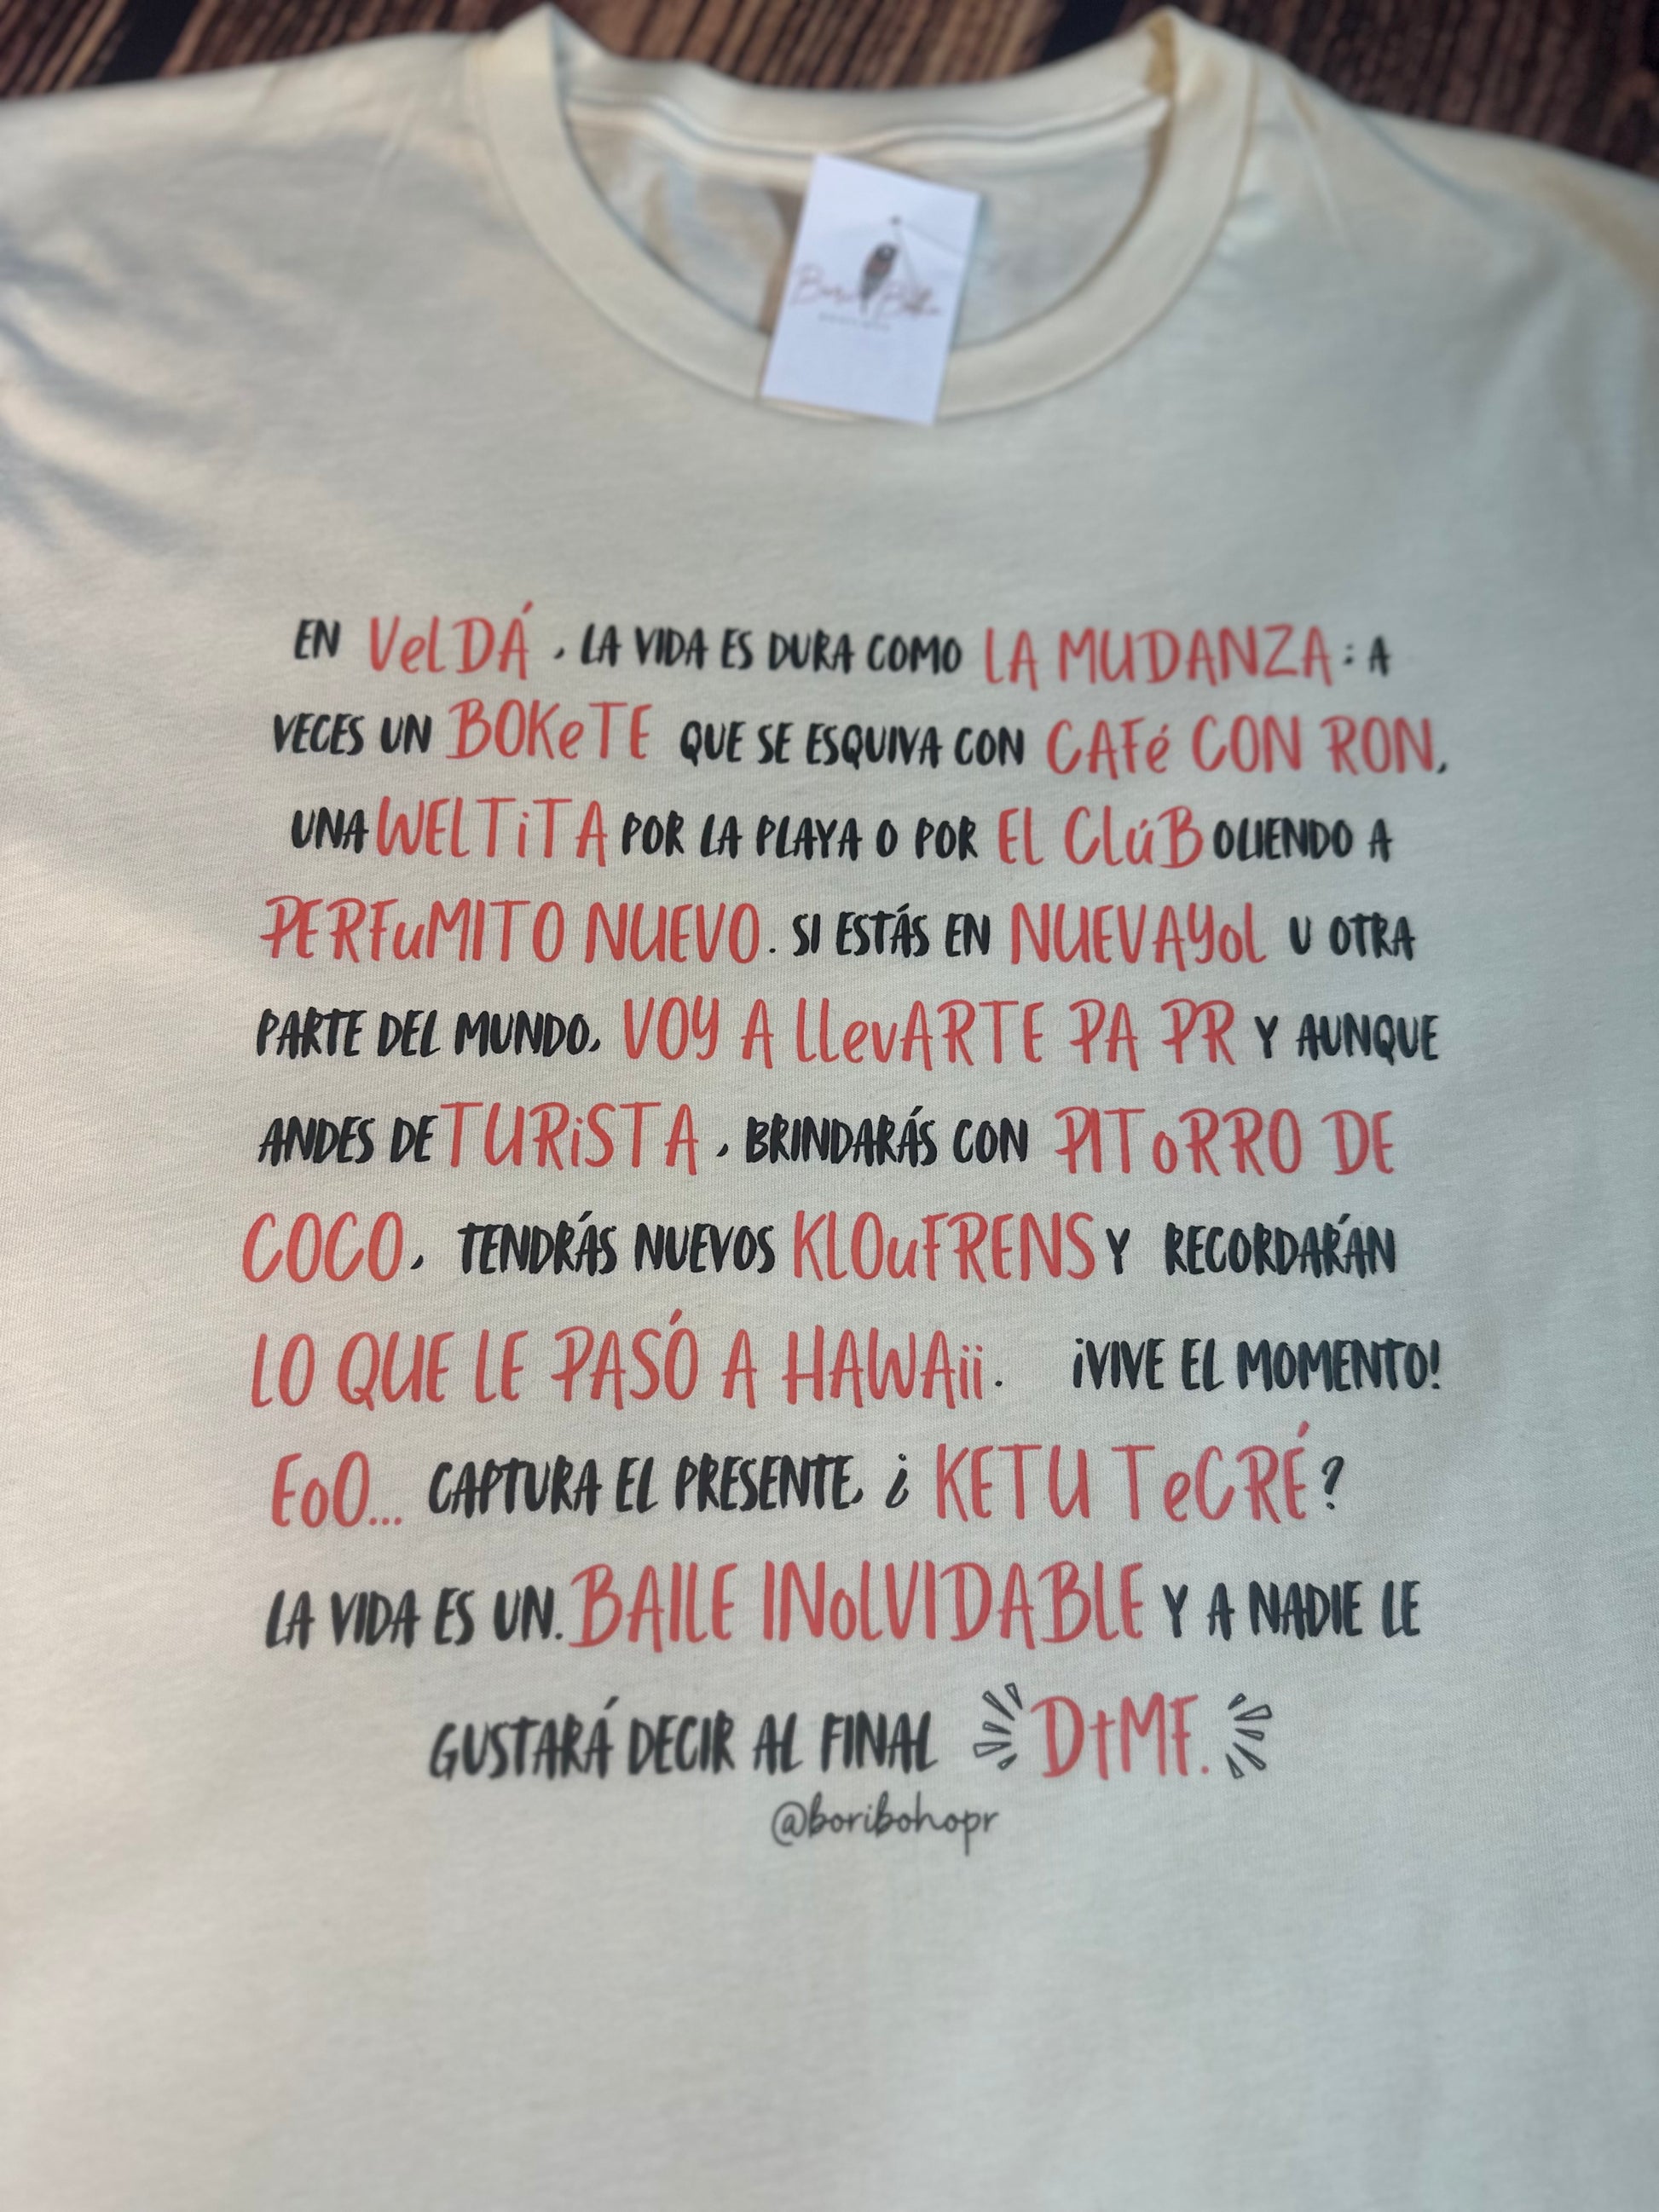 EN VeLDÁ, LA VIDA ES DURA COMO LA MUDANZA: A
VECES UN BOKeTE QUE SE ESQUIVA CON CAFé CON RON,
UNA WELTiTA POR LA PLAYA O POR EL CLúB OLIENDO A
PERFuMITO NUEVO. SI ESTÁS EN NUEVAYoL U OTRA
PARTE DEL MUNDO, VOY A LLevARTE PA PR Y AUNQUE
ANDES DE TURiSTA, BRINDARÁS CON PIToRRO DE
COCO, TENDRÁS NUEVOS KLOuFRENS Y RECORDARÁN
LO QUE LE PASÓ A HAWAii. ¡VIVE EL MOMENTO!
EoO... CAPTURA EL PRESENTE, ¿KETU TeCRÉ?
LA VIDA ES UN. BAILE INoLVIDABLE Y A NADIE LE
GUSTARÁ DECIR AL FINAL DtMF.
@boribohopr